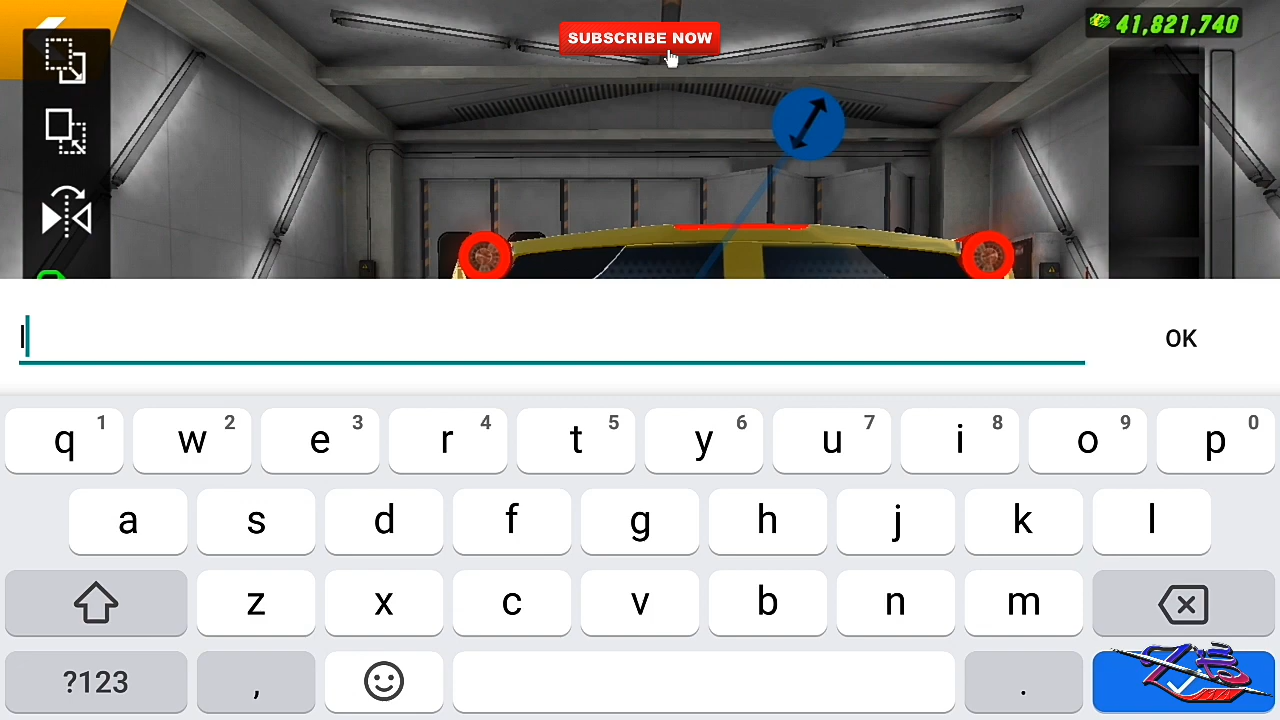 41,821,740
SUBSCRIBE NOW
I
OK
q 1 w 2 e 3 r 4 t 5 y 6 u 7 i 8 o 9 p 0
a s d f g h j k l
z x c v b n m
?123 , .